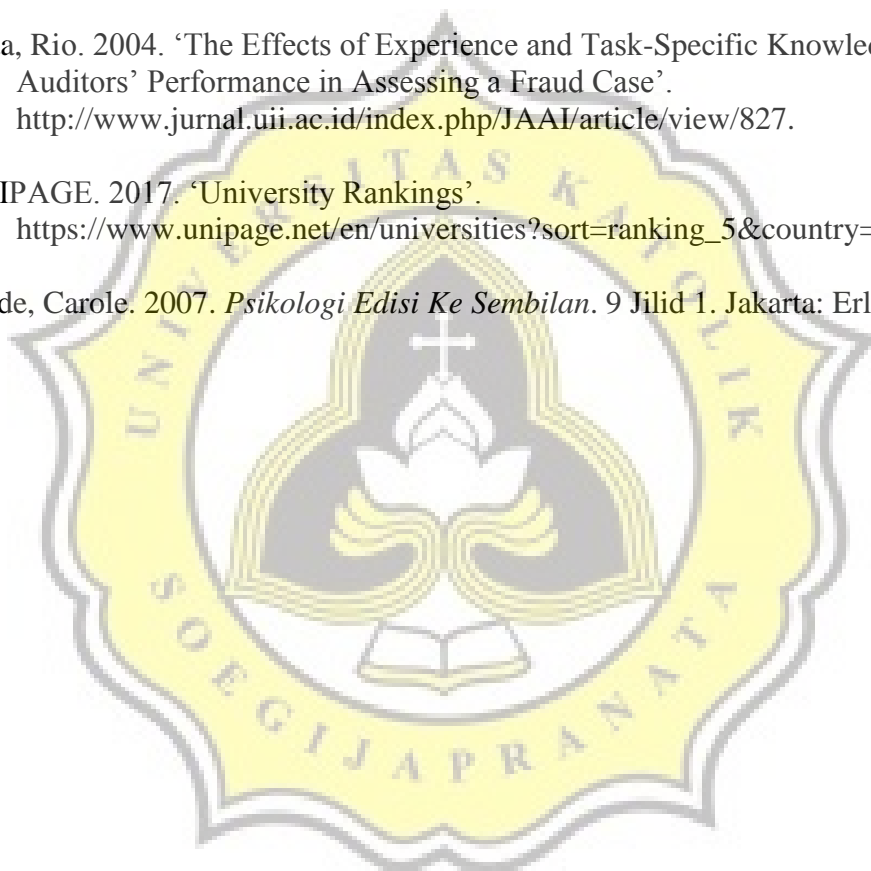 a, Rio. 2004. ‘The Effects of Experience and Task-Specific Knowle
Auditors’ Performance in Assessing a Fraud Case’.
http://www.jurnal.uii.ac.id/index.php/JAAI/article/view/827.
IPAGE. 2017. ‘University Rankings’.
https://www.unipage.net/en/universities?sort=ranking_5&country=
de, Carole. 2007. Psikologi Edisi Ke Sembilan. 9 Jilid 1. Jakarta: Erl
UNIVERSITAS KATOLIK
SOEGIJAPRANATA